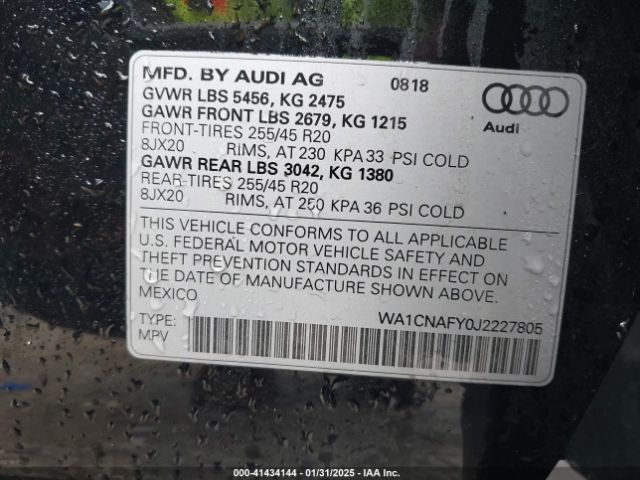 MFD. BY AUDI AG 0818
GVWR LBS 5456, KG 2475
GAWR FRONT LBS 2679, KG 1215
FRONT-TIRES 255/45 R20
8JX20 RIMS, AT 230 KPA 33 PSI COLD
GAWR REAR LBS 3042, KG 1380
REAR-TIRES 255/45 R20
8JX20 RIMS, AT 250 KPA 36 PSI COLD
Audi
THIS VEHICLE CONFORMS TO ALL APPLICABLE
U.S. FEDERAL MOTOR VEHICLE SAFETY AND
THEFT PREVENTION STANDARDS IN EFFECT ON
THE DATE OF MANUFACTURE SHOWN ABOVE.
MEXICO
WA1CNAFY0J2227805
TYPE:
MPV
000-41434144 - 01/31/2025 - IAA Inc.